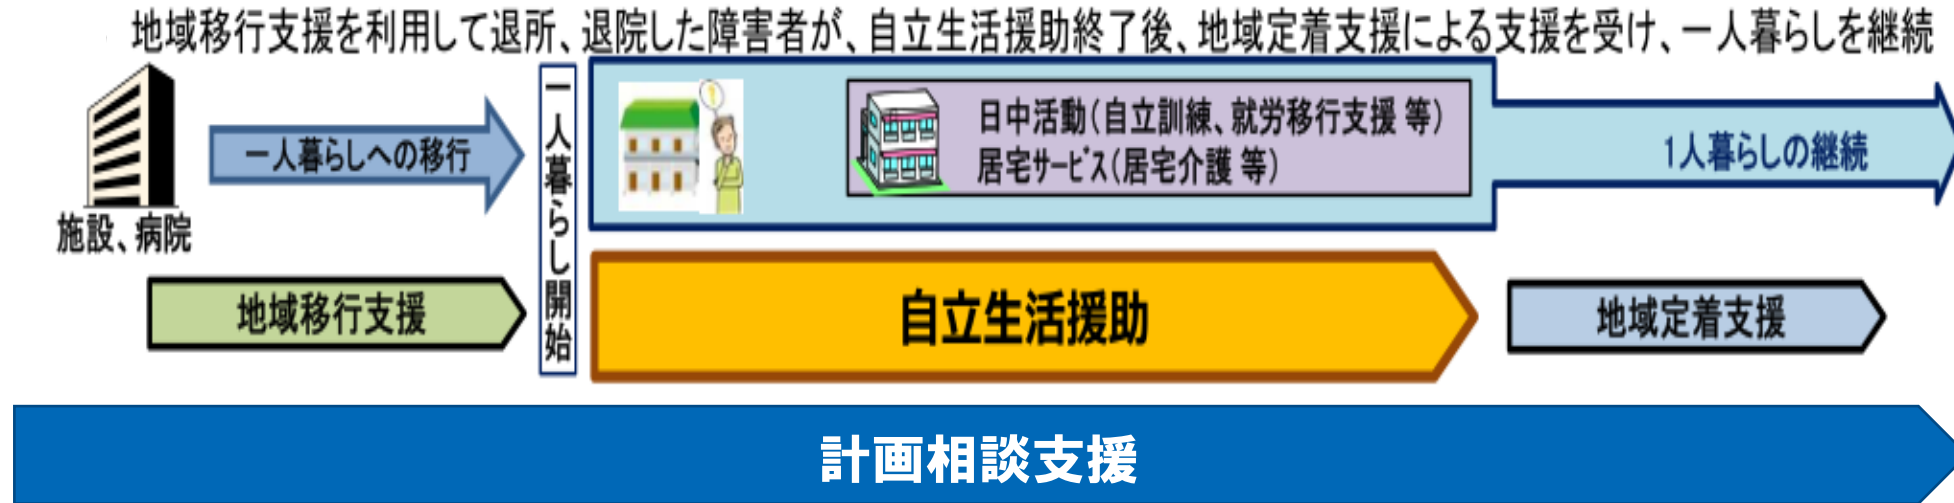 地域移行支援を利用して退所、退院した障害者が、自立生活援助終了後、地域定着支援による支援を受け、一人暮らしを継続
施設、病院
一人暮らしへの移行
一人暮らし開始
日中活動(自立訓練、就労移行支援 等)
居宅サービス(居宅介護 等)
1人暮らしの継続
地域移行支援
自立生活援助
地域定着支援
計画相談支援